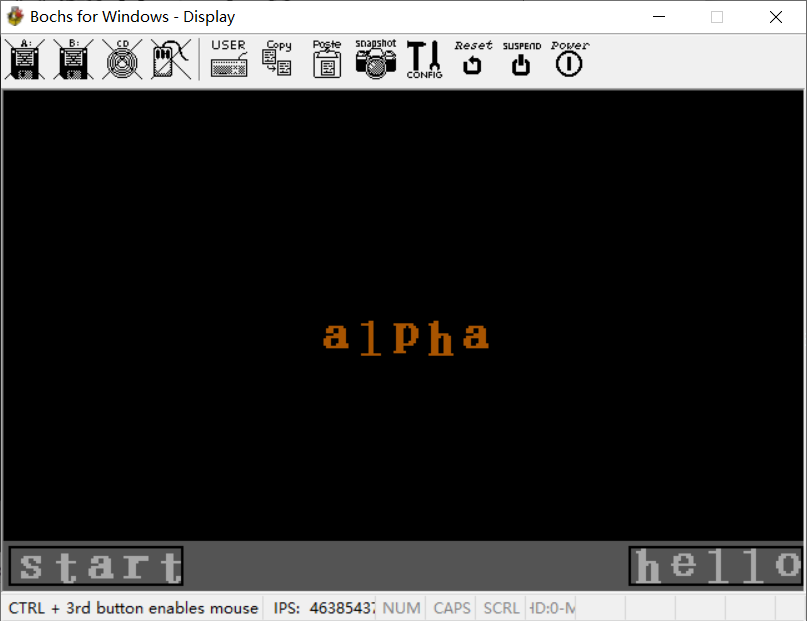 Bochs for Windows - Display
A: B: CD USER Copy Paste snapshot CONFIG Reset SUSPEND Power
alpha
start hello
CTRL + 3rd button enables mouse IPS: 46385437 NUM CAPS SCRL HD:0-M